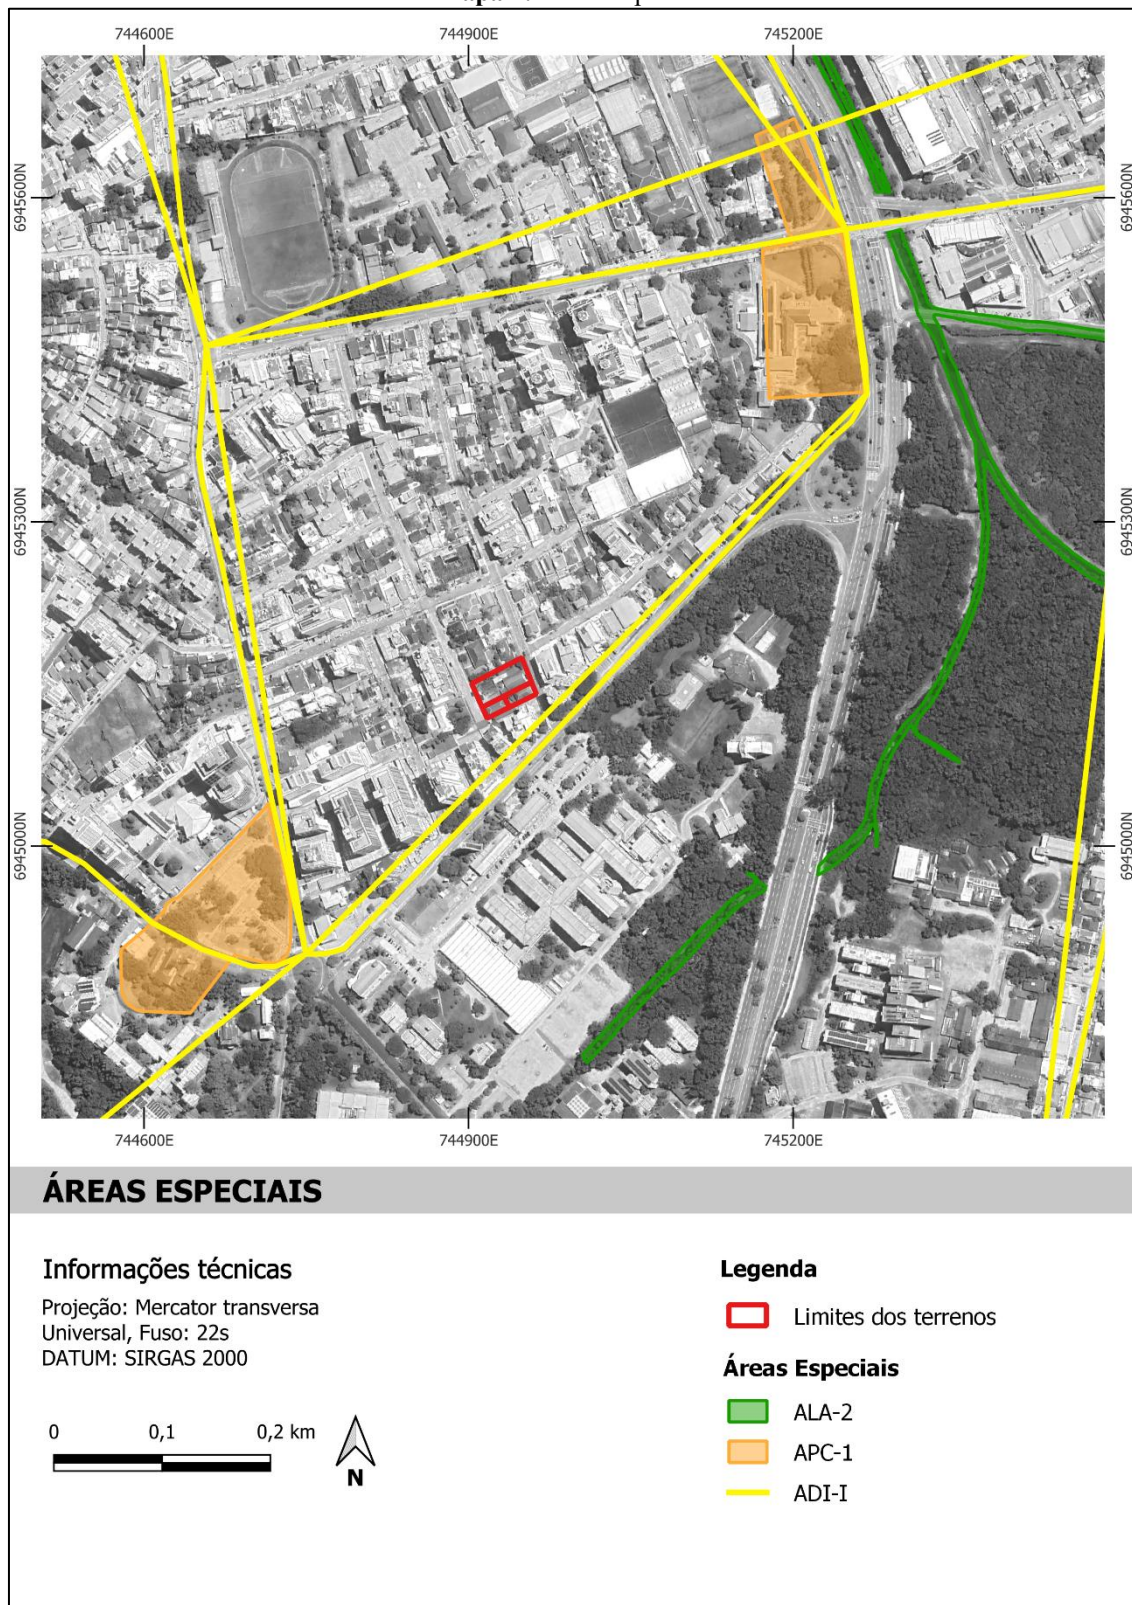 744600E 744900E 745200E
6945600N 6945600N
6945300N 6945300N
6945000N 6945000N
744600E 744900E 745200E
ÁREAS ESPECIAIS
Informações técnicas
Projeção: Mercator transversa
Universal, Fuso: 22s
DATUM: SIRGAS 2000
0 0,1 0,2 km
N
Legenda
Limites dos terrenos
Áreas Especiais
ALA-2
APC-1
ADI-I